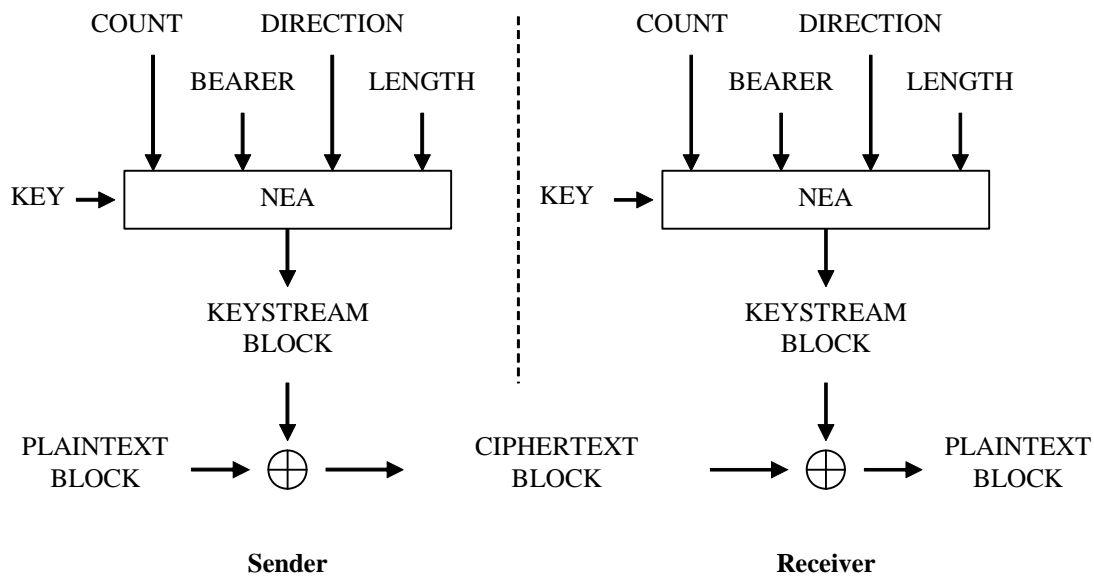 COUNT
DIRECTION
BEARER
LENGTH
KEY
NEA
KEYSTREAM
BLOCK
PLAINTEXT
BLOCK
COUNT
DIRECTION
BEARER
LENGTH
KEY
NEA
KEYSTREAM
BLOCK
CIPHERTEXT
BLOCK
PLAINTEXT
BLOCK
Sender
Receiver